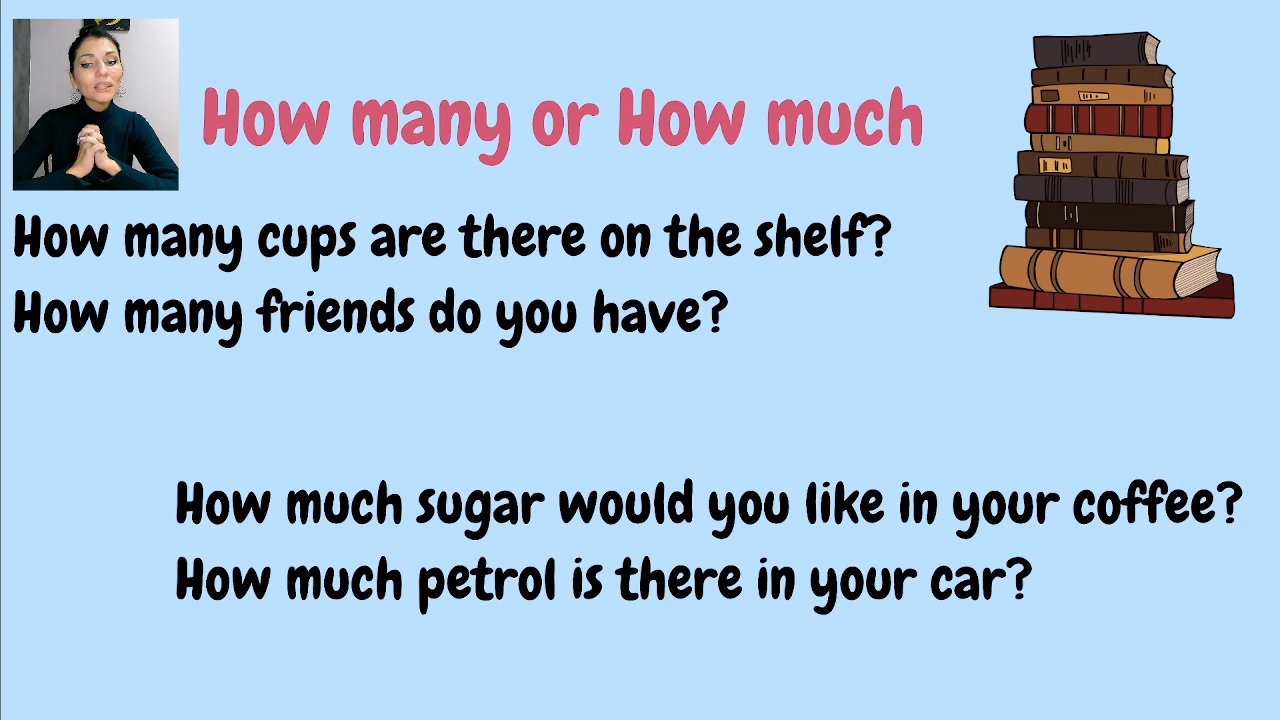 How many or How much
How many cups are there on the shelf?
How many friends do you have?
How much sugar would you like in your coffee?
How much petrol is there in your car?